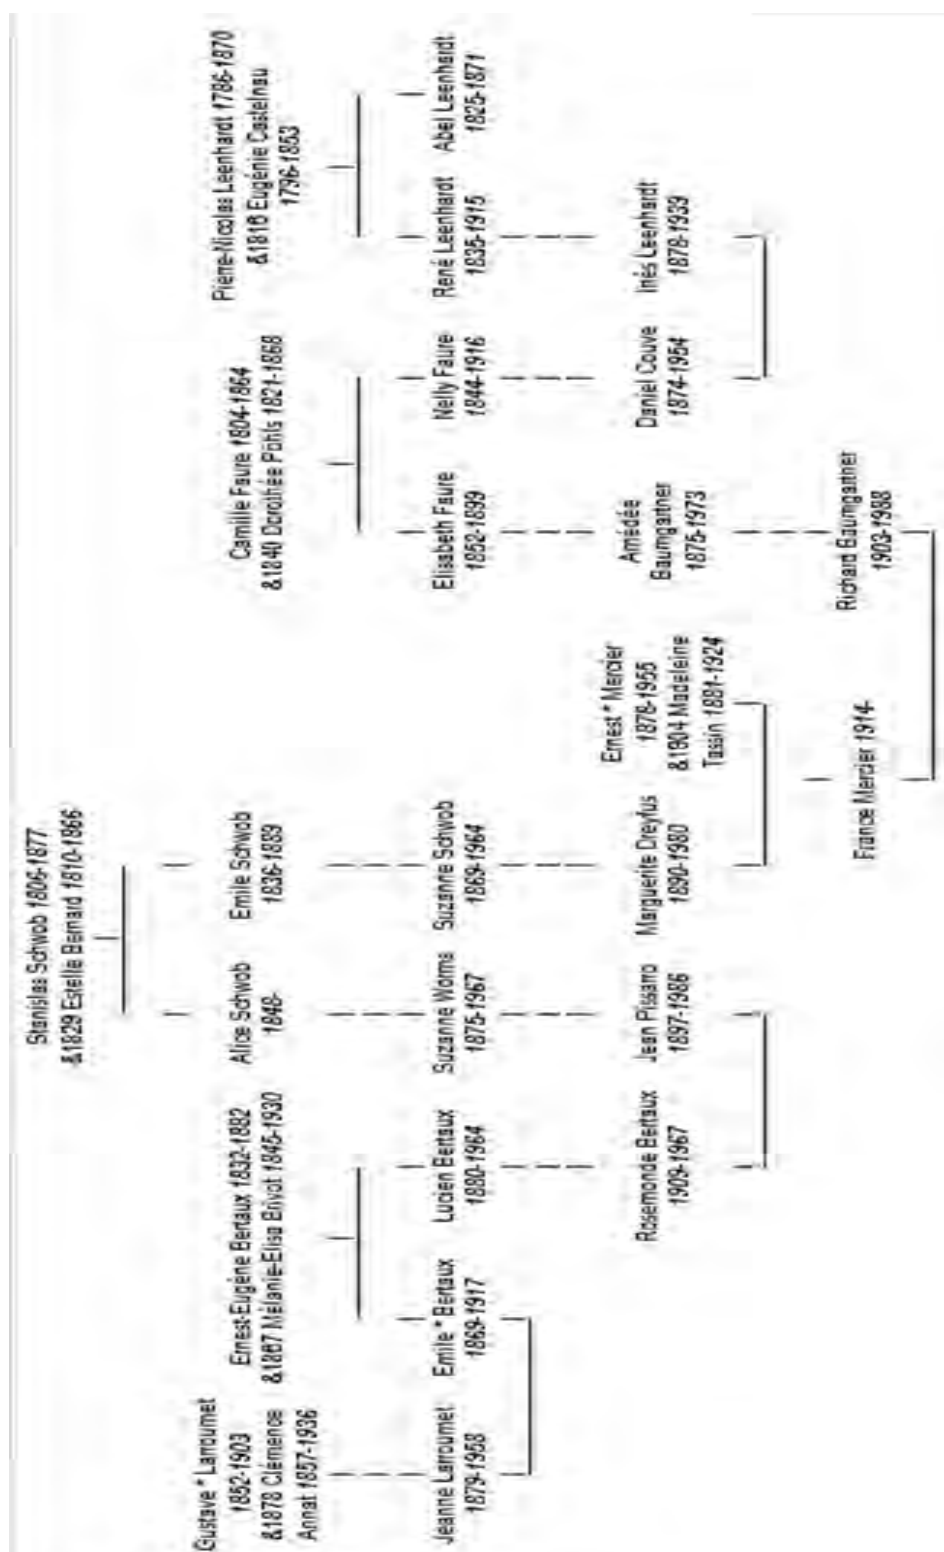 Stanislas Schwob 1806-1877
&1829 Estelle Bernard 1810-1866
Gustave * Larroumet
1852-1903
&1878 Clémence
Annat 1857-1936
Ernest-Eugène Bertaux 1832-1882
&1867 Mélanie-Elisa Brivot 1845-1930
Alice Schwob
1848-
Emile Schwob
1836-1889
Camille Faure 1804-1864
&1840 Dorothée Pöhls 1821-1868
Pierre-Nicolas Leenhardt 1786-1870
&1816 Eugénie Castelnau
1796-1853
Jeanne Larroumet
1879-1958
Emile * Bertaux
1869-1917
Lucien Bertaux
1880-1964
Suzanne Worms
1875-1967
Suzanne Schwob
1869-1964
Elisabeth Faure
1852-1899
Nelly Faure
1844-1916
René Leenhardt
1835-1915
Abel Leenhardt
1825-1871
Rosemonde Bertaux
1909-1967
Jean Pissarro
1897-1986
Marguerite Dreyfus
1890-1980
Ernest * Mercier
1878-1955
&1904 Madeleine
Tassin 1881-1924
Amédée
Baumgartner
1875-1973
Daniel Couve
1874-1954
Inès Leenhardt
1878-1939
France Mercier 1914-
Richard Baumgartner
1903-1988